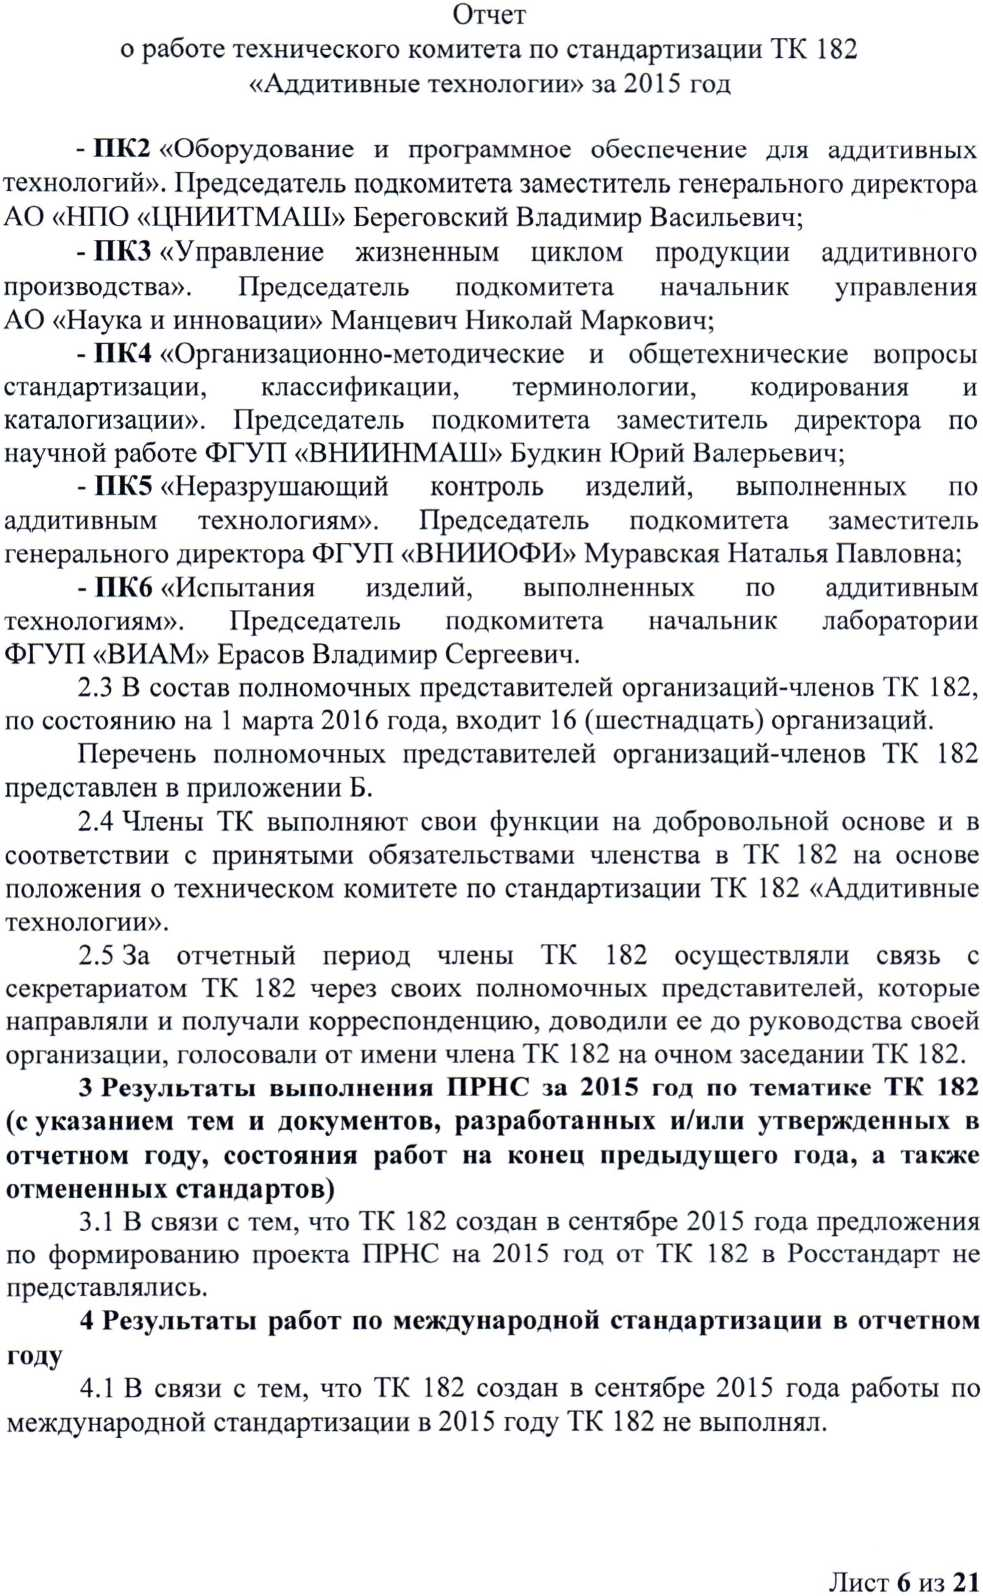 Отчет
о работе технического комитета по стандартизации ТК 182
«Аддитивные технологии» за 2015 год
- ПК2 «Оборудование и программное обеспечение для аддитивных
технологий». Председатель подкомитета заместитель генерального директора
АО «НПО «ЦНИИТМАШ» Береговский Владимир Васильевич;
- ПК3 «Управление жизненным циклом продукции аддитивного
производства». Председатель подкомитета начальник управления
АО «Наука и инновации» Манцевич Николай Маркович;
- ПК4 «Организационно-методические и общетехнические вопросы
стандартизации, классификации, терминологии, кодирования и
каталогизации». Председатель подкомитета заместитель директора по
научной работе ФГУП «ВНИИНМАШ» Будкин Юрий Валерьевич;
- ПК5 «Неразрушающий контроль изделий, выполненных по
аддитивным технологиям». Председатель подкомитета заместитель
генерального директора ФГУП «ВНИИОФИ» Муравская Наталья Павловна;
- ПК6 «Испытания изделий, выполненных по аддитивным
технологиям». Председатель подкомитета начальник лаборатории
ФГУП «ВИАМ» Ерасов Владимир Сергеевич.
2.3 В состав полномочных представителей организаций-членов ТК 182,
по состоянию на 1 марта 2016 года, входит 16 (шестнадцать) организаций.
Перечень полномочных представителей организаций-членов ТК 182
представлен в приложении Б.
2.4 Члены ТК выполняют свои функции на добровольной основе и в
соответствии с принятыми обязательствами членства в ТК 182 на основе
положения о техническом комитете по стандартизации ТК 182 «Аддитивные
технологии».
2.5 За отчетный период члены ТК 182 осуществляли связь с
секретариатом ТК 182 через своих полномочных представителей, которые
направляли и получали корреспонденцию, доводили ее до руководства своей
организации, голосовали от имени члена ТК 182 на очном заседании ТК 182.
3 Результаты выполнения ПРНС за 2015 год по тематике ТК 182
(с указанием тем и документов, разработанных и/или утвержденных в
отчетном году, состояния работ на конец предыдущего года, а также
отмененных стандартов)
3.1 В связи с тем, что ТК 182 создан в сентябре 2015 года предложения
по формированию проекта ПРНС на 2015 год от ТК 182 в Росстандарт не
представлялись.
4 Результаты работ по международной стандартизации в отчетном
году
4.1 В связи с тем, что ТК 182 создан в сентябре 2015 года работы по
международной стандартизации в 2015 году ТК 182 не выполнял.
Лист 6 из 21